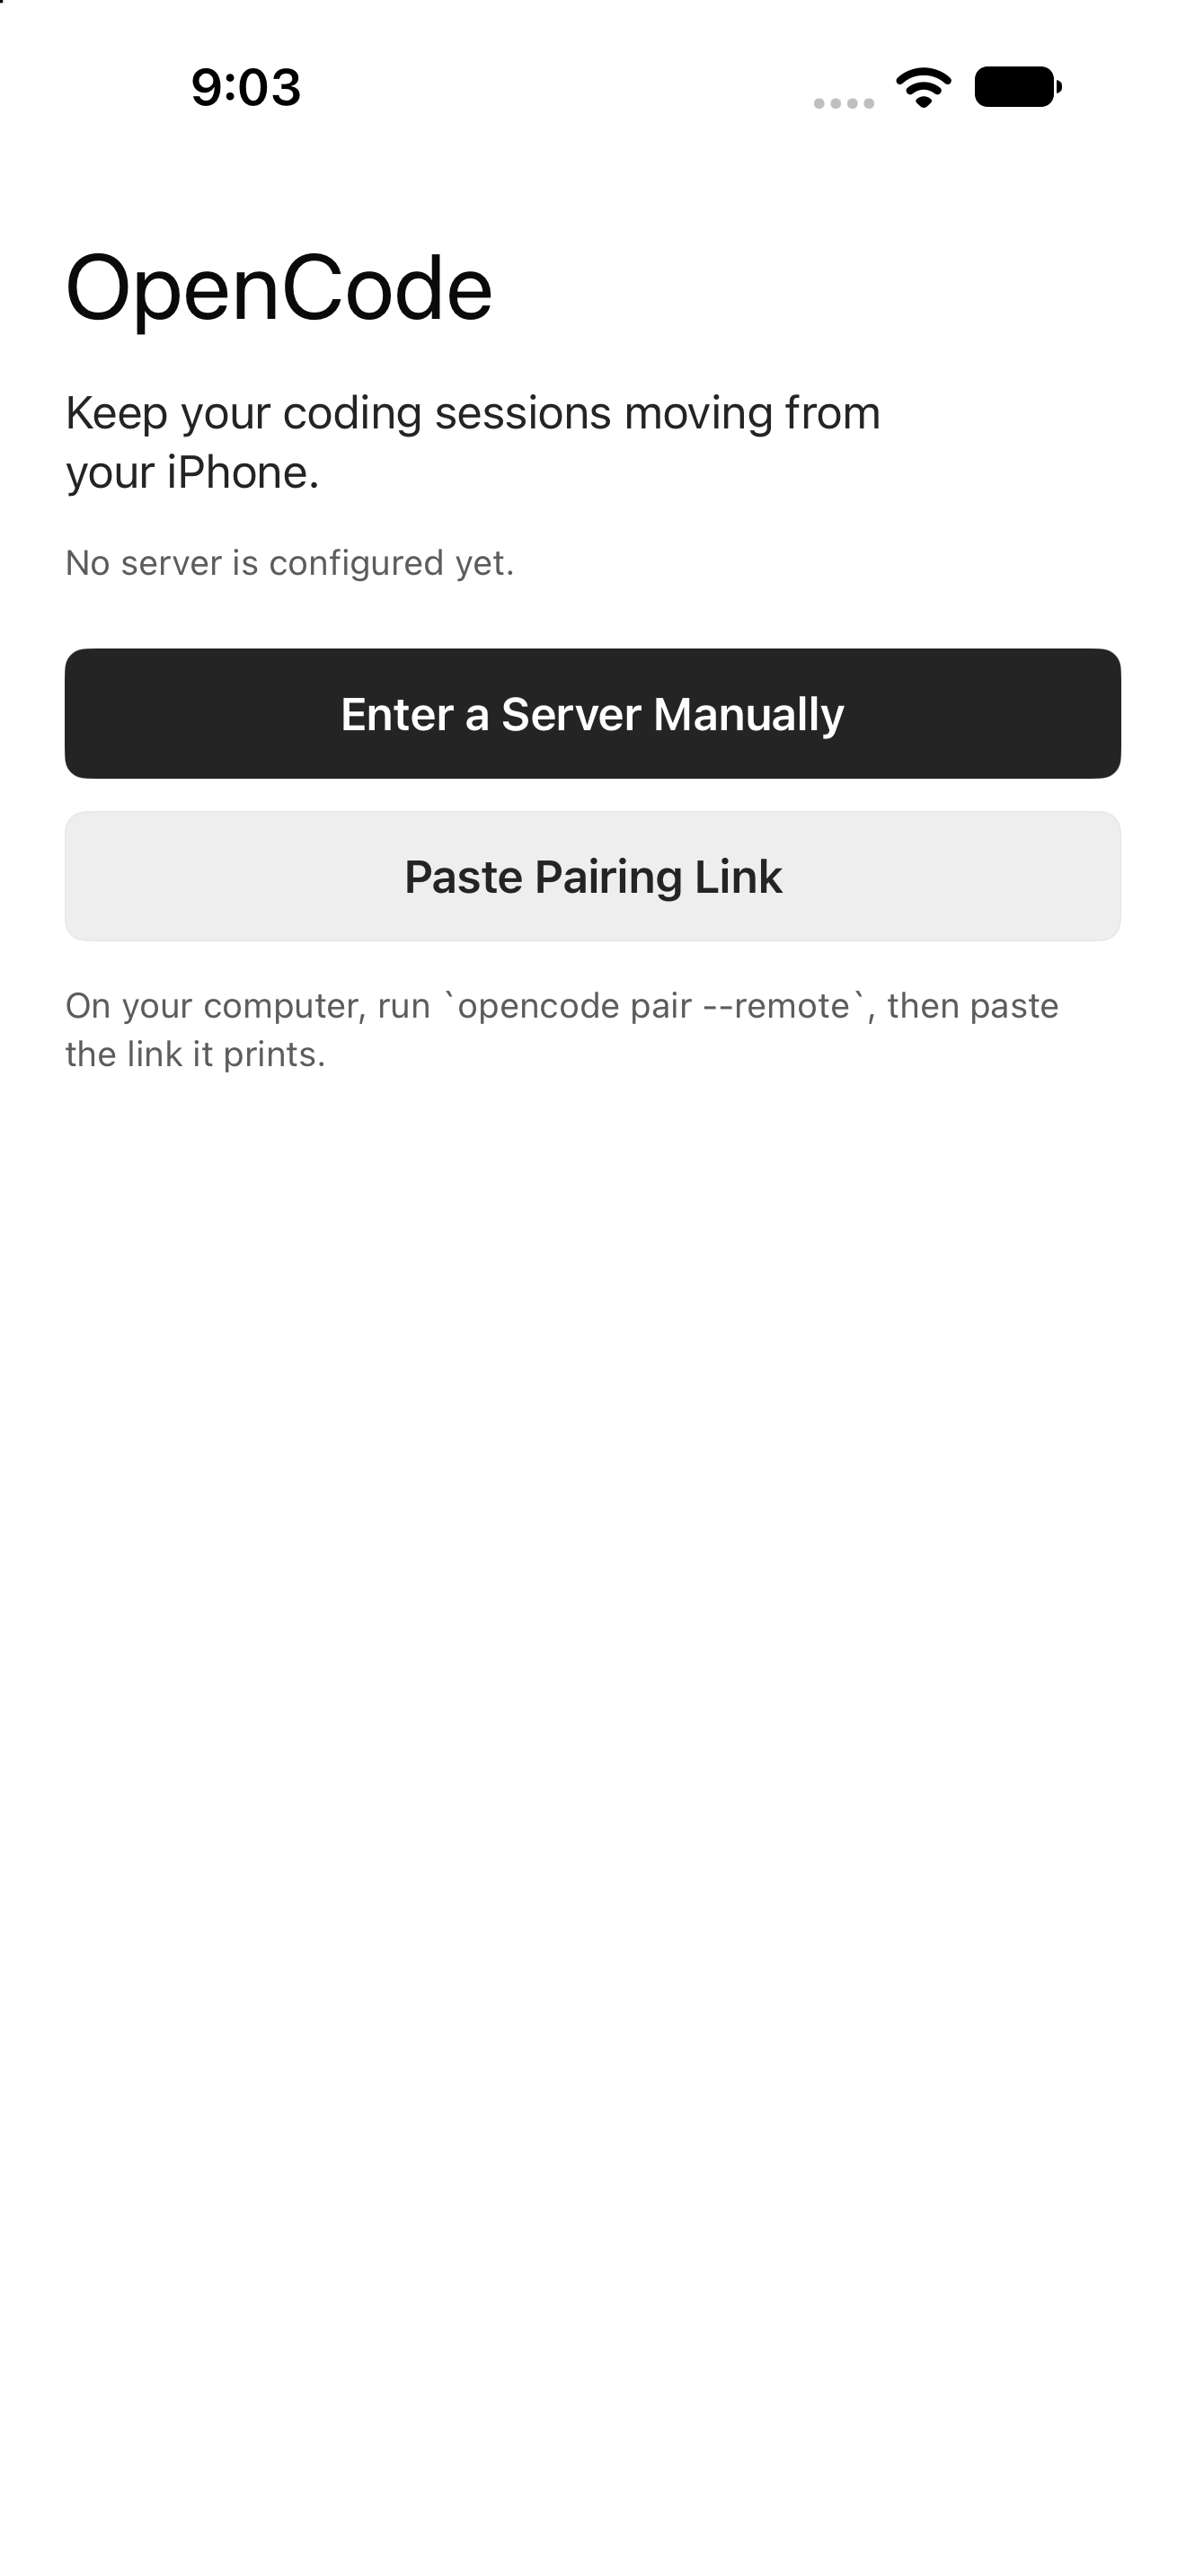 9:03
OpenCode
Keep your coding sessions moving from
your iPhone.
No server is configured yet.
Enter a Server Manually
Paste Pairing Link
On your computer, run `opencode pair --remote`, then paste
the link it prints.